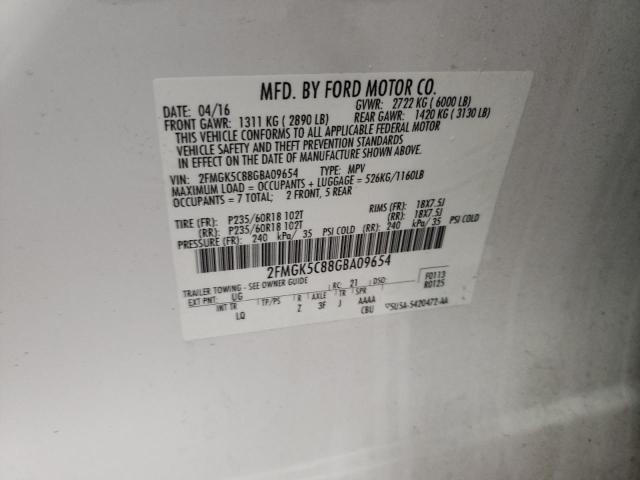 MFD. BY FORD MOTOR CO.
DATE: 04/16 GVWR: 2722 KG ( 6000 LB)
FRONT GAWR: 1311 KG ( 2890 LB) REAR GAWR: 1420 KG ( 3130 LB)
THIS VEHICLE CONFORMS TO ALL APPLICABLE FEDERAL MOTOR
VEHICLE SAFETY AND THEFT PREVENTION STANDARDS
IN EFFECT ON THE DATE OF MANUFACTURE SHOWN ABOVE.
VIN: 2FMGK5C88GBA09654 TYPE: MPV
MAXIMUM LOAD = OCCUPANTS + LUGGAGE = 526KG/1160LB
OCCUPANTS = 7 TOTAL; 2 FRONT, 5 REAR
TIRE (FR): P235/60R18 102T RIMS (FR): 18X7.5J
(RR): P235/60R18 102T (RR): 18X7.5J
PRESSURE (FR): 240 kPa/ 35 PSI COLD (RR): 240 kPa/ 35 PSI COLD
2FMGK5C88GBA09654
TRAILER TOWING - SEE OWNER GUIDE RC: 21 DSO: F0113
EXT PNT: UG R0125
INT TR TP/PS R AXLE TR SPR
LQ Z 3F J AAAA
CBU 5U5A-5420472-AA